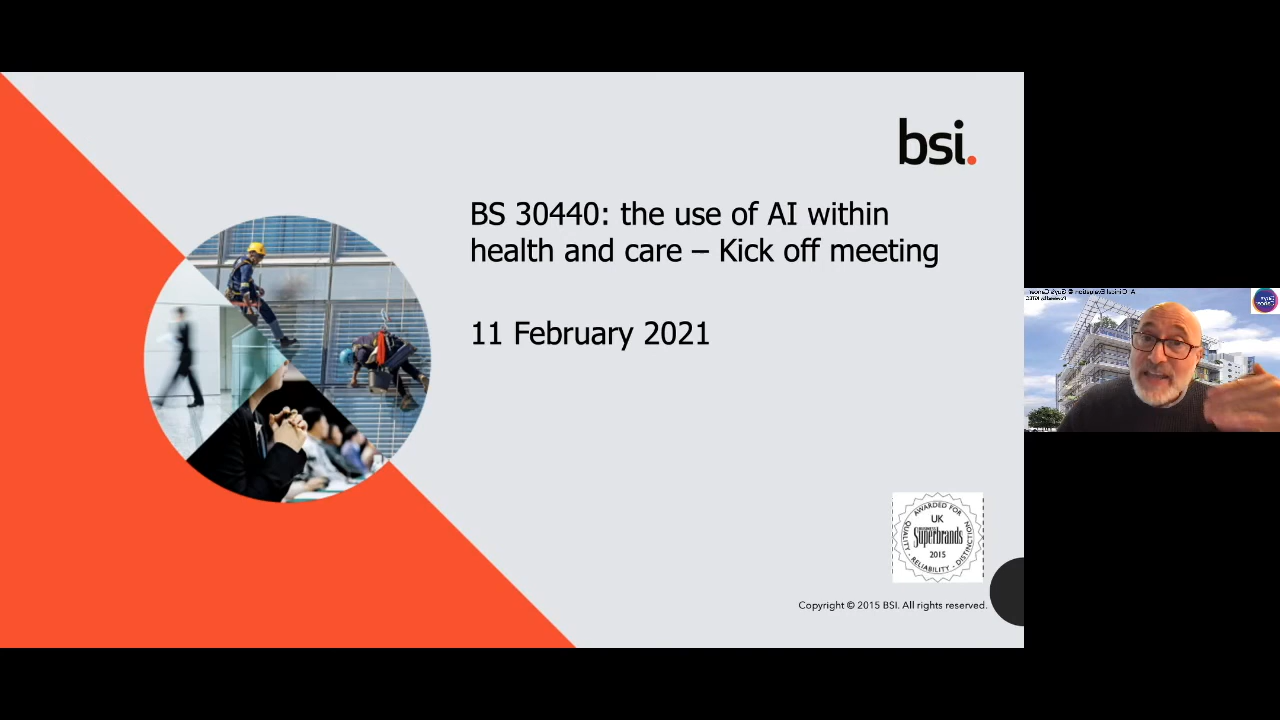 bsi.
BS 30440: the use of AI within
health and care – Kick off meeting
11 February 2021
AWARDED FOR
UK
Superbrands
2015
QUALITY · RELIABILITY · DISTINCTION
Copyright © 2015 BSI. All rights reserved.